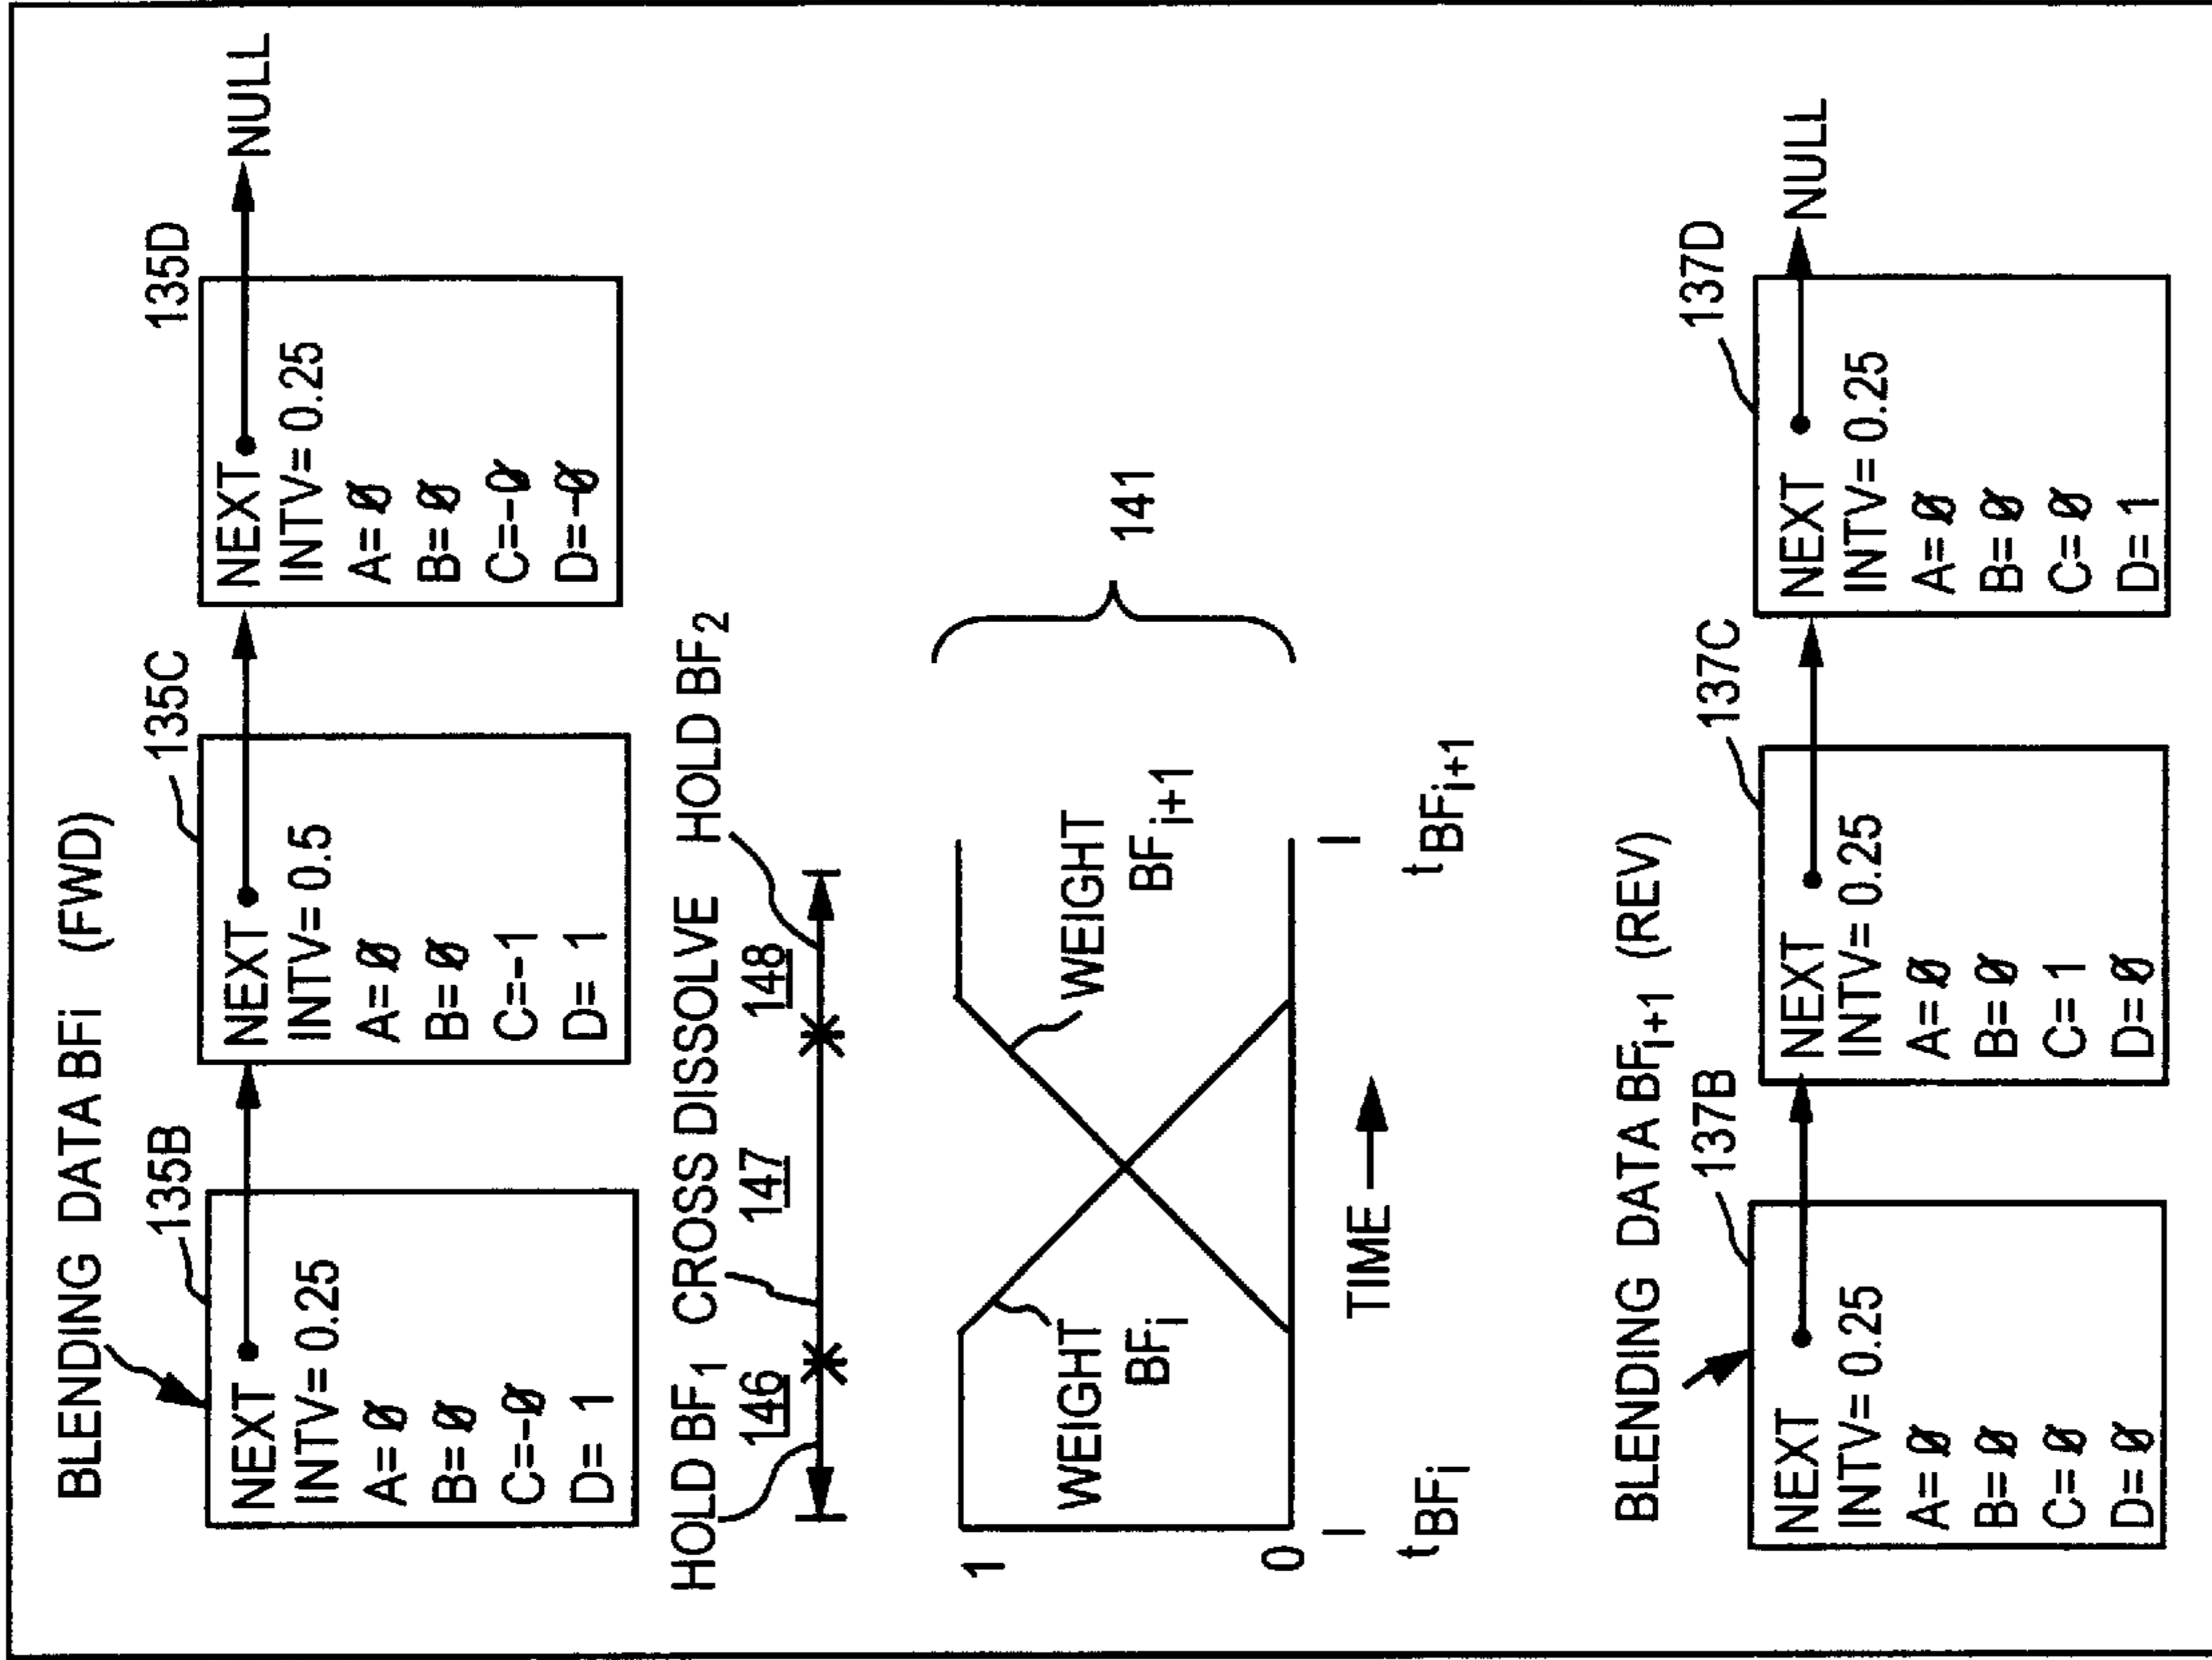 BLENDING DATA BFi (FWD)
135B
NEXT
INTV= 0.25
A=Ø
B=Ø
C=-Ø
D= 1
135C
NEXT
INTV= 0.5
A=Ø
B=Ø
C=-1
D= 1
135D
NEXT
INTV= 0.25
A=Ø
B=Ø
C=-Ø
D=-Ø
NULL
HOLD BF1 CROSS DISSOLVE HOLD BF2
146 147 148
1
0
WEIGHT
BFi
WEIGHT
BFi+1
141
TIME
tBFi
tBFi+1
BLENDING DATA BFi+1 (REV)
137B
NEXT
INTV= 0.25
A=Ø
B=Ø
C=Ø
D=Ø
137C
NEXT
INTV= 0.25
A=Ø
B=Ø
C= 1
D=Ø
137D
NEXT
INTV= 0.25
A=Ø
B=Ø
C=Ø
D= 1
NULL